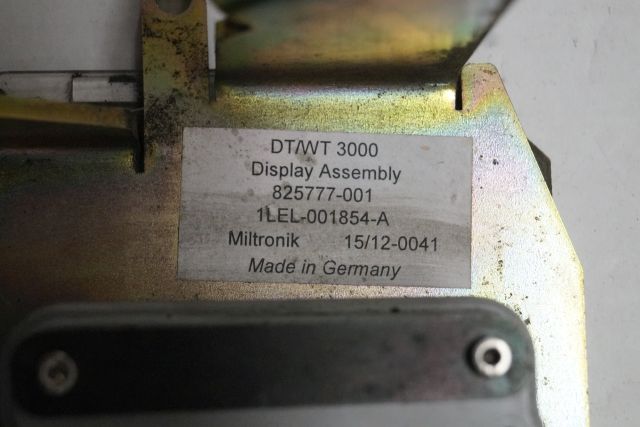 DT/WT 3000
Display Assembly
825777-001
1LEL-001854-A
Miltronik 15/12-0041
Made in Germany